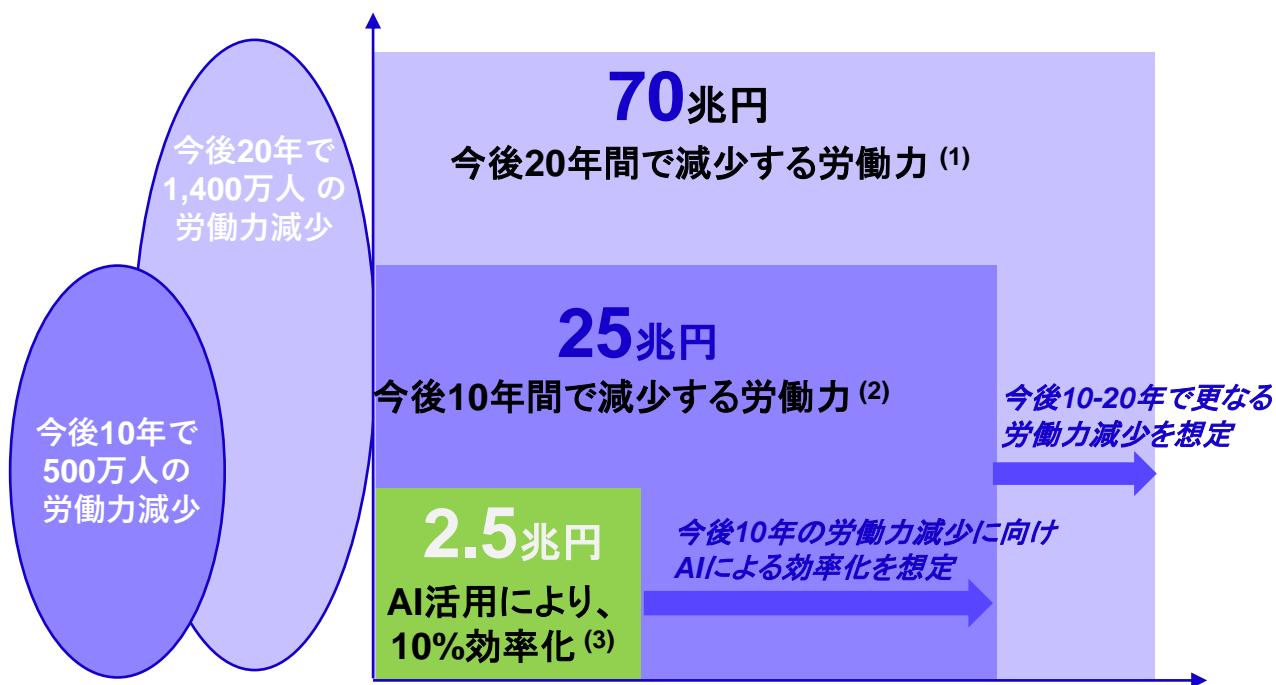 70兆円
今後20年間で減少する労働力 (1)
今後20年で
1,400万人 の
労働力減少
25兆円
今後10年間で減少する労働力 (2)
今後10-20年で更なる
労働力減少を想定
今後10年で
500万人の
労働力減少
2.5兆円
AI活用により、
10%効率化 (3)
今後10年の労働力減少に向け
AIによる効率化を想定